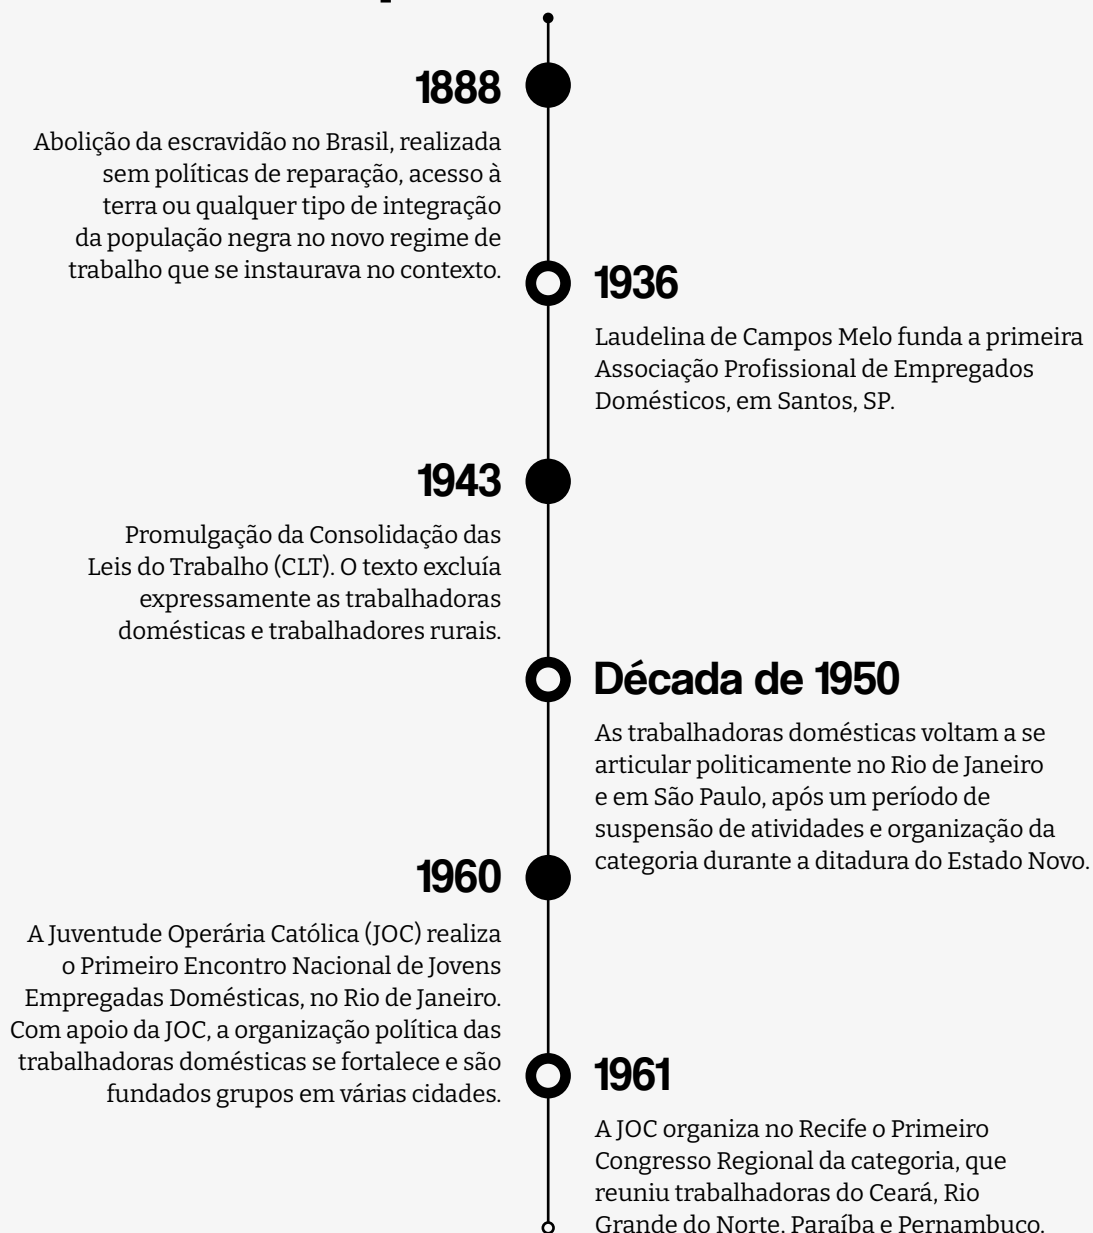 1888
Abolição da escravidão no Brasil, realizada
sem políticas de reparação, acesso à
terra ou qualquer tipo de integração
da população negra no novo regime de
trabalho que se instaurava no contexto.
1936
Laudelina de Campos Melo funda a primeira
Associação Profissional de Empregados
Domésticos, em Santos, SP.
1943
Promulgação da Consolidação das
Leis do Trabalho (CLT). O texto excluía
expressamente as trabalhadoras
domésticas e trabalhadores rurais.
Década de 1950
As trabalhadoras domésticas voltam a se
articular politicamente no Rio de Janeiro
e em São Paulo, após um período de
suspensão de atividades e organização da
categoria durante a ditadura do Estado Novo.
1960
A Juventude Operária Católica (JOC) realiza
o Primeiro Encontro Nacional de Jovens
Empregadas Domésticas, no Rio de Janeiro.
Com apoio da JOC, a organização política das
trabalhadoras domésticas se fortalece e são
fundados grupos em várias cidades.
1961
A JOC organiza no Recife o Primeiro
Congresso Regional da categoria, que
reuniu trabalhadoras do Ceará, Rio
Grande do Norte, Paraíba e Pernambuco.